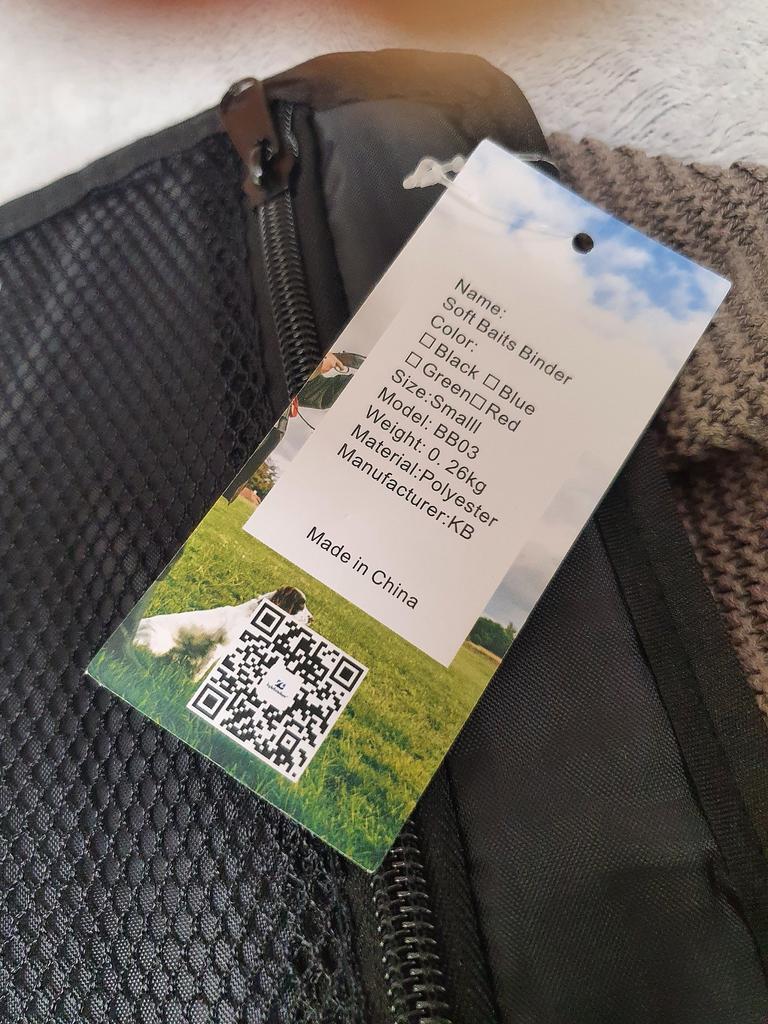 Name:
Soft Baits Binder
Color:
□Black □Blue
□Green□Red
Size:Smalll
Model: BB03
Weight: 0. 26kg
Material:Polyester
Manufacturer:KB
Made in China